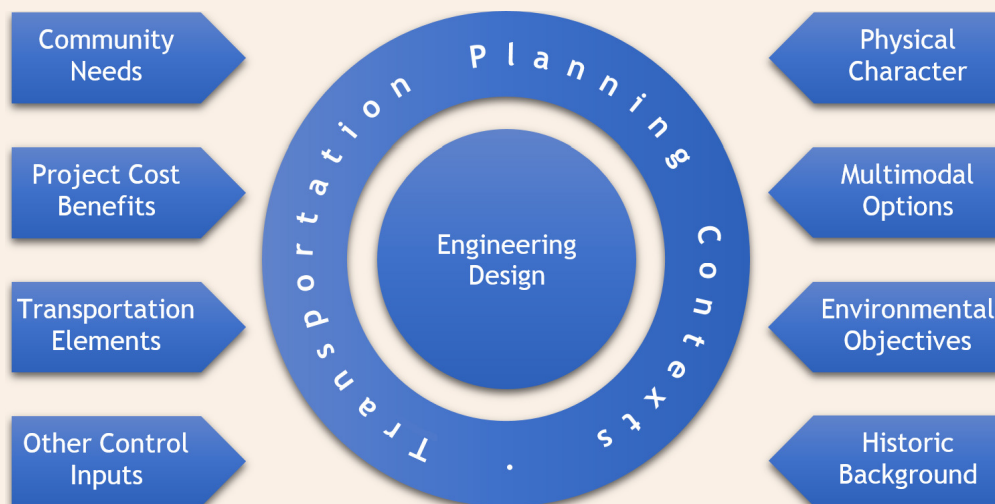 Community
Needs
Project Cost
Benefits
Transportation
Elements
Other Control
Inputs
Transportation Planning Contexts .
Engineering
Design
Physical
Character
Multimodal
Options
Environmental
Objectives
Historic
Background